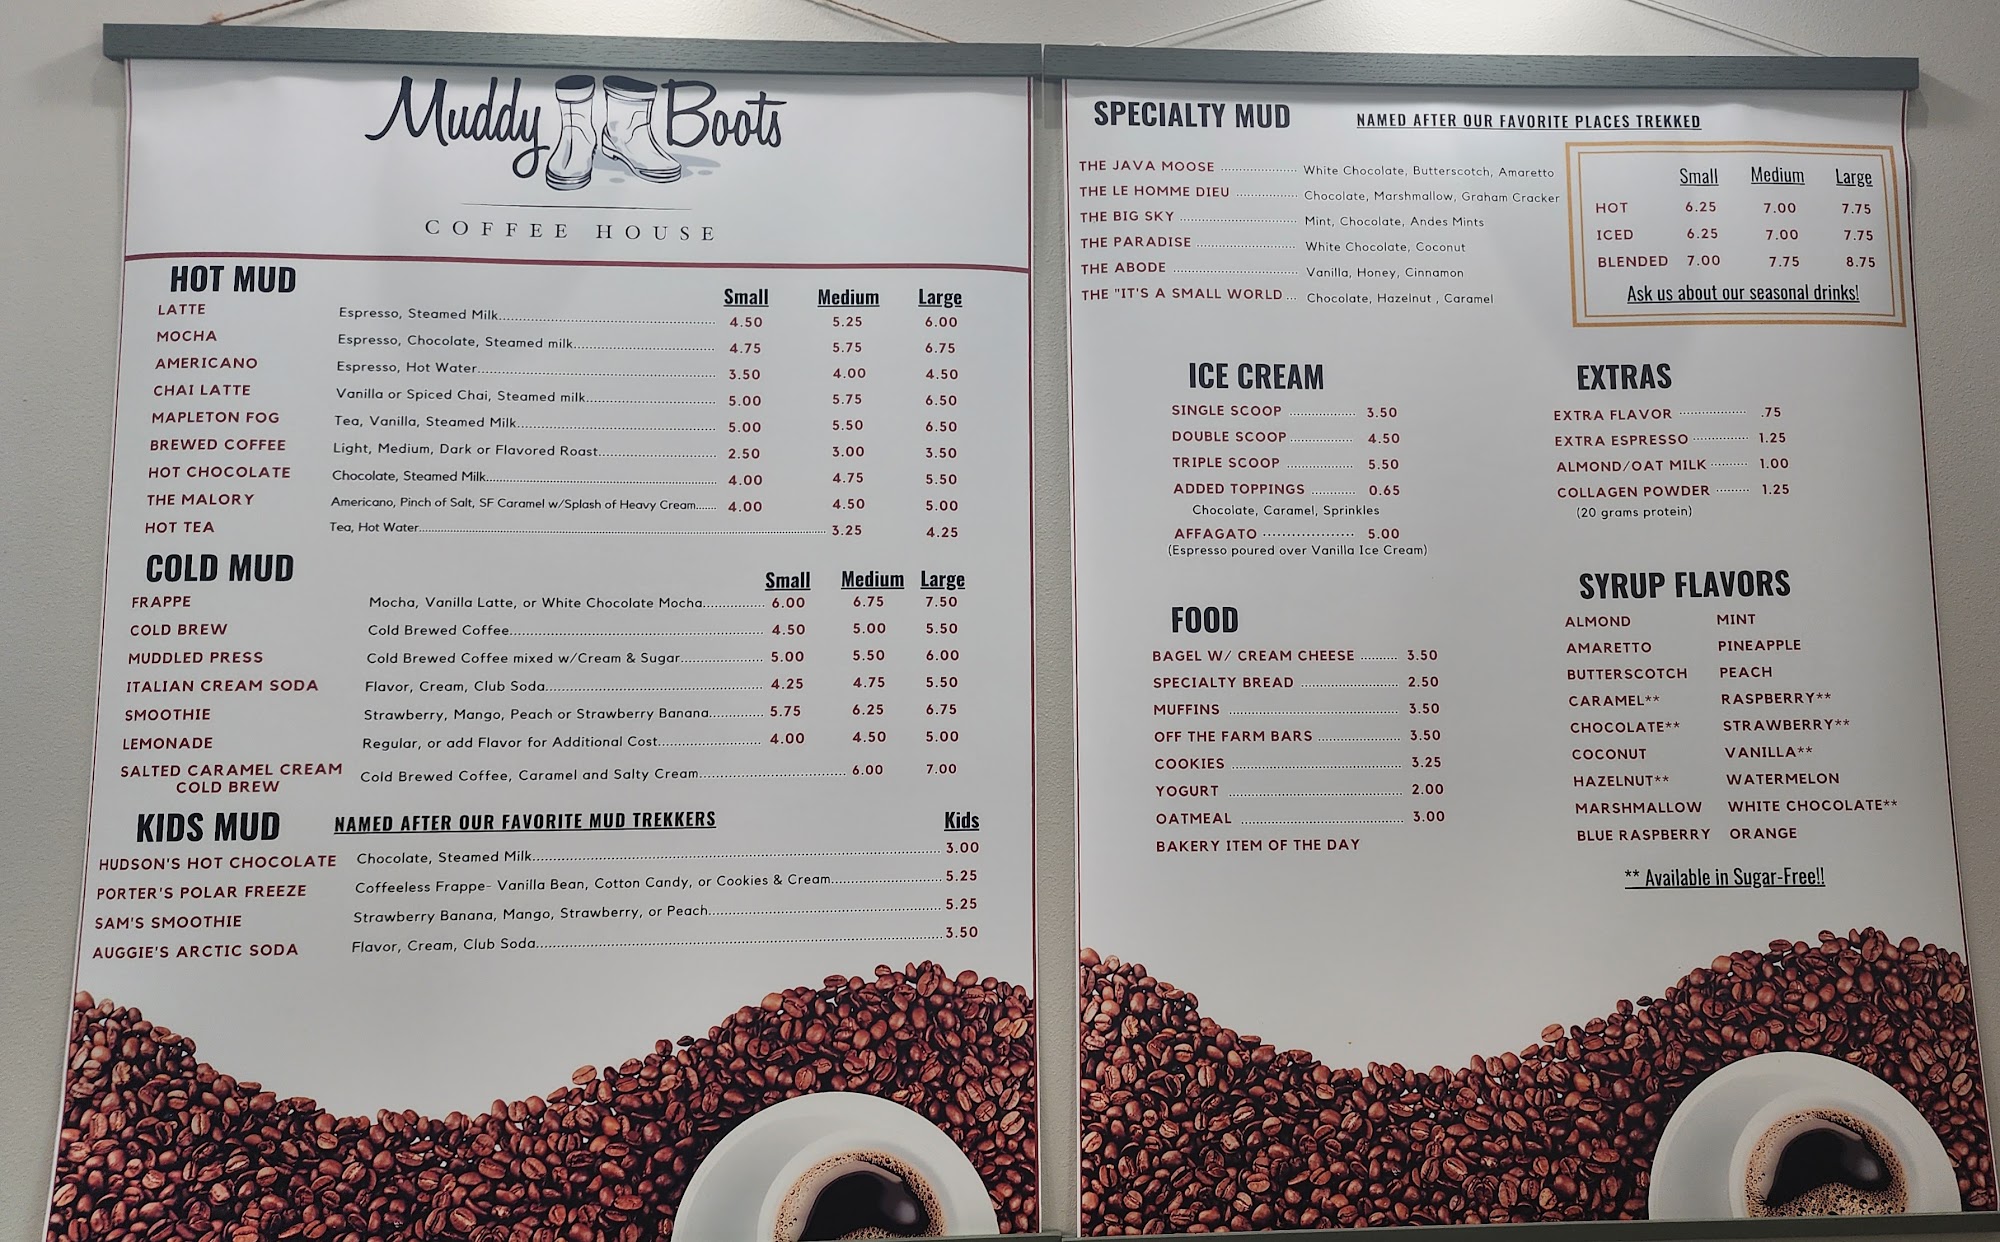 Muddy Boots
COFFEE HOUSE
HOT MUD
Small Medium Large
LATTE Espresso, Steamed Milk 4.50 5.25 6.00
MOCHA Espresso, Chocolate, Steamed milk 4.75 5.75 6.75
AMERICANO Espresso, Hot Water 3.50 4.00 4.50
CHAI LATTE Vanilla or Spiced Chai, Steamed milk 5.00 5.75 6.50
MAPLETON FOG Tea, Vanilla, Steamed Milk 5.00 5.50 6.50
BREWED COFFEE Light, Medium, Dark or Flavored Roast 2.50 3.00 3.50
HOT CHOCOLATE Chocolate, Steamed Milk 4.00 4.75 5.50
THE MALORY Americano, Pinch of Salt, SF Caramel w/Splash of Heavy Cream 4.00 4.50 5.00
HOT TEA Tea, Hot Water 3.25 4.25
COLD MUD
Small Medium Large
FRAPPE Mocha, Vanilla Latte, or White Chocolate Mocha 6.00 6.75 7.50
COLD BREW Cold Brewed Coffee 4.50 5.00 5.50
MUDDLED PRESS Cold Brewed Coffee mixed w/Cream & Sugar 5.00 5.50 6.00
ITALIAN CREAM SODA Flavor, Cream, Club Soda 4.25 4.75 5.50
SMOOTHIE Strawberry, Mango, Peach or Strawberry Banana 5.75 6.25 6.75
LEMONADE Regular, or add Flavor for Additional Cost 4.00 4.50 5.00
SALTED CARAMEL CREAM
COLD BREW Cold Brewed Coffee, Caramel and Salty Cream 6.00 7.00
KIDS MUD NAMED AFTER OUR FAVORITE MUD TREKKERS Kids
HUDSON'S HOT CHOCOLATE Chocolate, Steamed Milk 3.00
PORTER'S POLAR FREEZE Coffeeless Frappe- Vanilla Bean, Cotton Candy, or Cookies & Cream 5.25
SAM'S SMOOTHIE Strawberry Banana, Mango, Strawberry, or Peach 5.25
AUGGIE'S ARCTIC SODA Flavor, Cream, Club Soda 3.50
SPECIALTY MUD NAMED AFTER OUR FAVORITE PLACES TREKKED
THE JAVA MOOSE White Chocolate, Butterscotch, Amaretto
THE LE HOMME DIEU Chocolate, Marshmallow, Graham Cracker
THE BIG SKY Mint, Chocolate, Andes Mints
THE PARADISE White Chocolate, Coconut
THE ABODE Vanilla, Honey, Cinnamon
THE "IT'S A SMALL WORLD Chocolate, Hazelnut , Caramel
Small Medium Large
HOT 6.25 7.00 7.75
ICED 6.25 7.00 7.75
BLENDED 7.00 7.75 8.75
Ask us about our seasonal drinks!
ICE CREAM
SINGLE SCOOP 3.50
DOUBLE SCOOP 4.50
TRIPLE SCOOP 5.50
ADDED TOPPINGS 0.65
Chocolate, Caramel, Sprinkles
AFFAGATO 5.00
(Espresso poured over Vanilla Ice Cream)
EXTRAS
EXTRA FLAVOR .75
EXTRA ESPRESSO 1.25
ALMOND/OAT MILK 1.00
COLLAGEN POWDER 1.25
(20 grams protein)
FOOD
BAGEL W/ CREAM CHEESE 3.50
SPECIALTY BREAD 2.50
MUFFINS 3.50
OFF THE FARM BARS 3.50
COOKIES 3.25
YOGURT 2.00
OATMEAL 3.00
BAKERY ITEM OF THE DAY
SYRUP FLAVORS
ALMOND MINT
AMARETTO PINEAPPLE
BUTTERSCOTCH PEACH
CARAMEL** RASPBERRY**
CHOCOLATE** STRAWBERRY**
COCONUT VANILLA**
HAZELNUT** WATERMELON
MARSHMALLOW WHITE CHOCOLATE**
BLUE RASPBERRY ORANGE
** Available in Sugar-Free!!